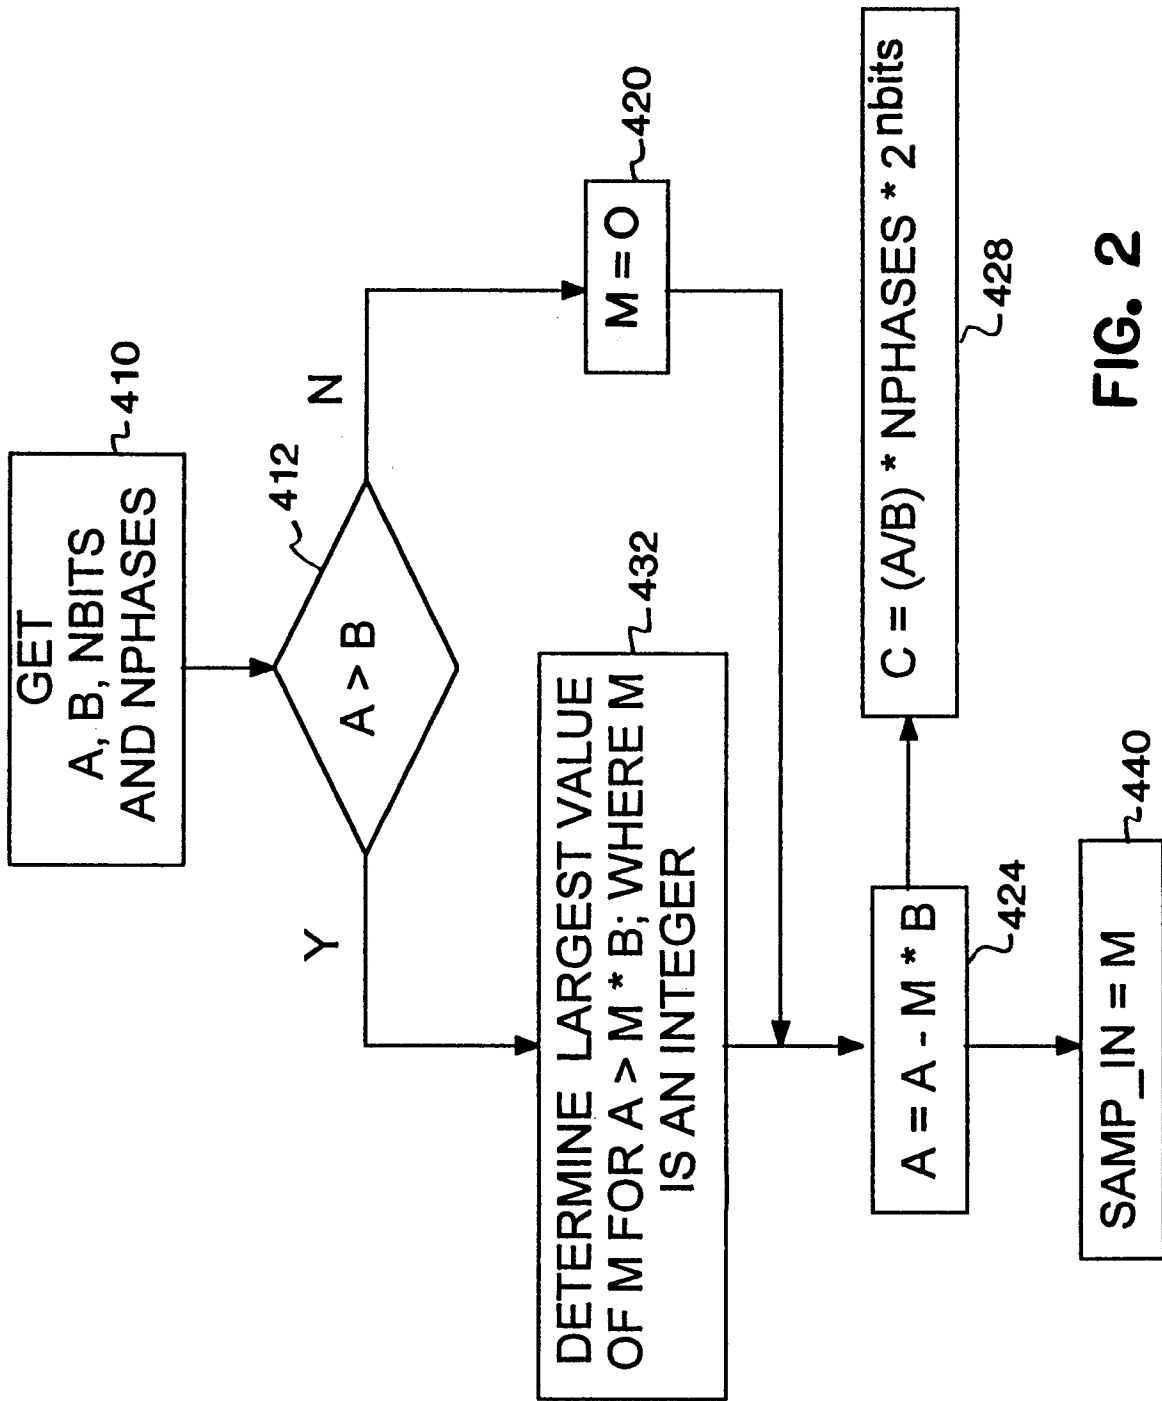 GET
A, B, NBITS
AND NPHASES
410
412
A > B
Y
N
DETERMINE LARGEST VALUE
OF M FOR A > M * B; WHERE M
IS AN INTEGER
432
M = O
420
A = A - M * B
424
C = (A/B) * NPHASES * 2^nbits
428
SAMP_IN = M
440
FIG. 2